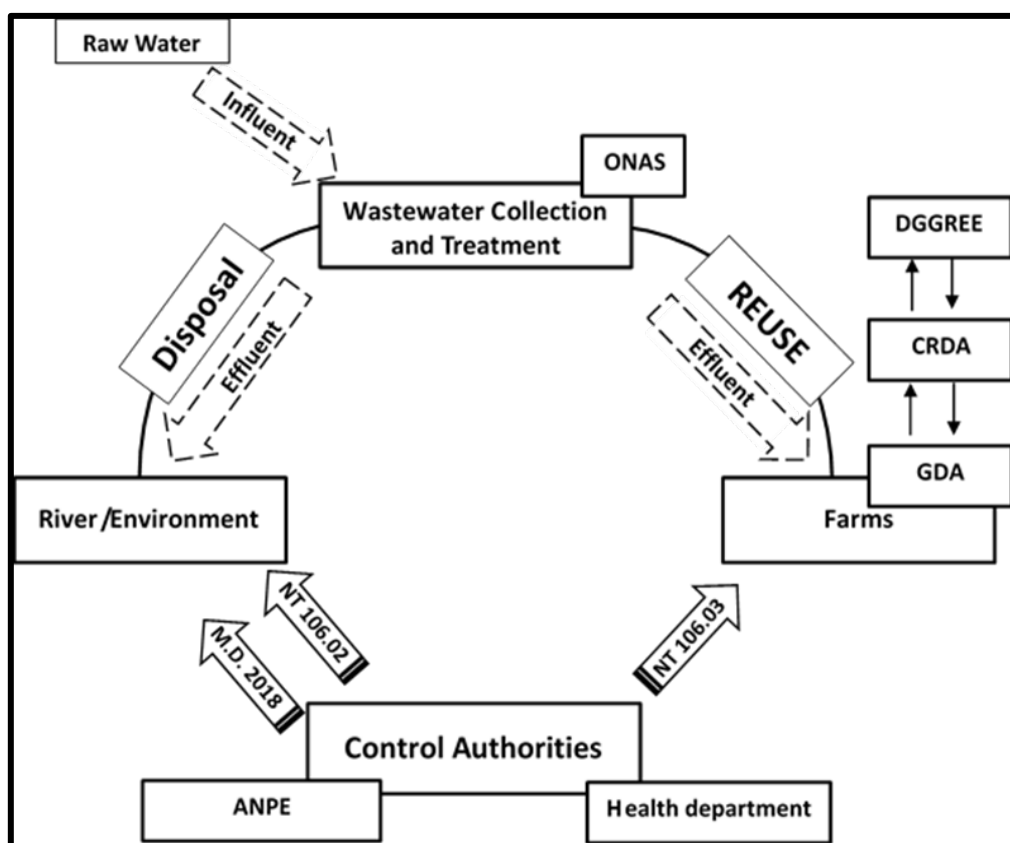 Raw Water
Influent
ONAS
Wastewater Collection
and Treatment
DGGREE
Disposal
Effluent
REUSE
Effluent
CRDA
GDA
River/Environment
Farms
NT 106.02
M.D. 2018
NT 106.03
Control Authorities
ANPE
Health department